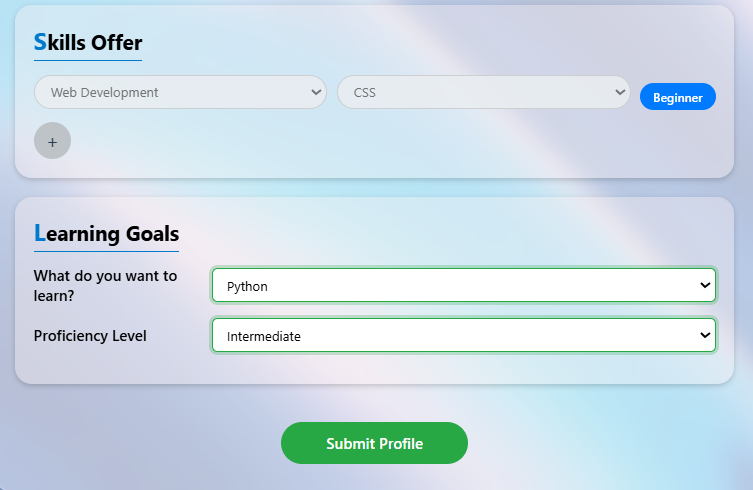 Skills Offer
Web Development CSS Beginner
+
Learning Goals
What do you want to
learn?
Python
Proficiency Level Intermediate
Submit Profile